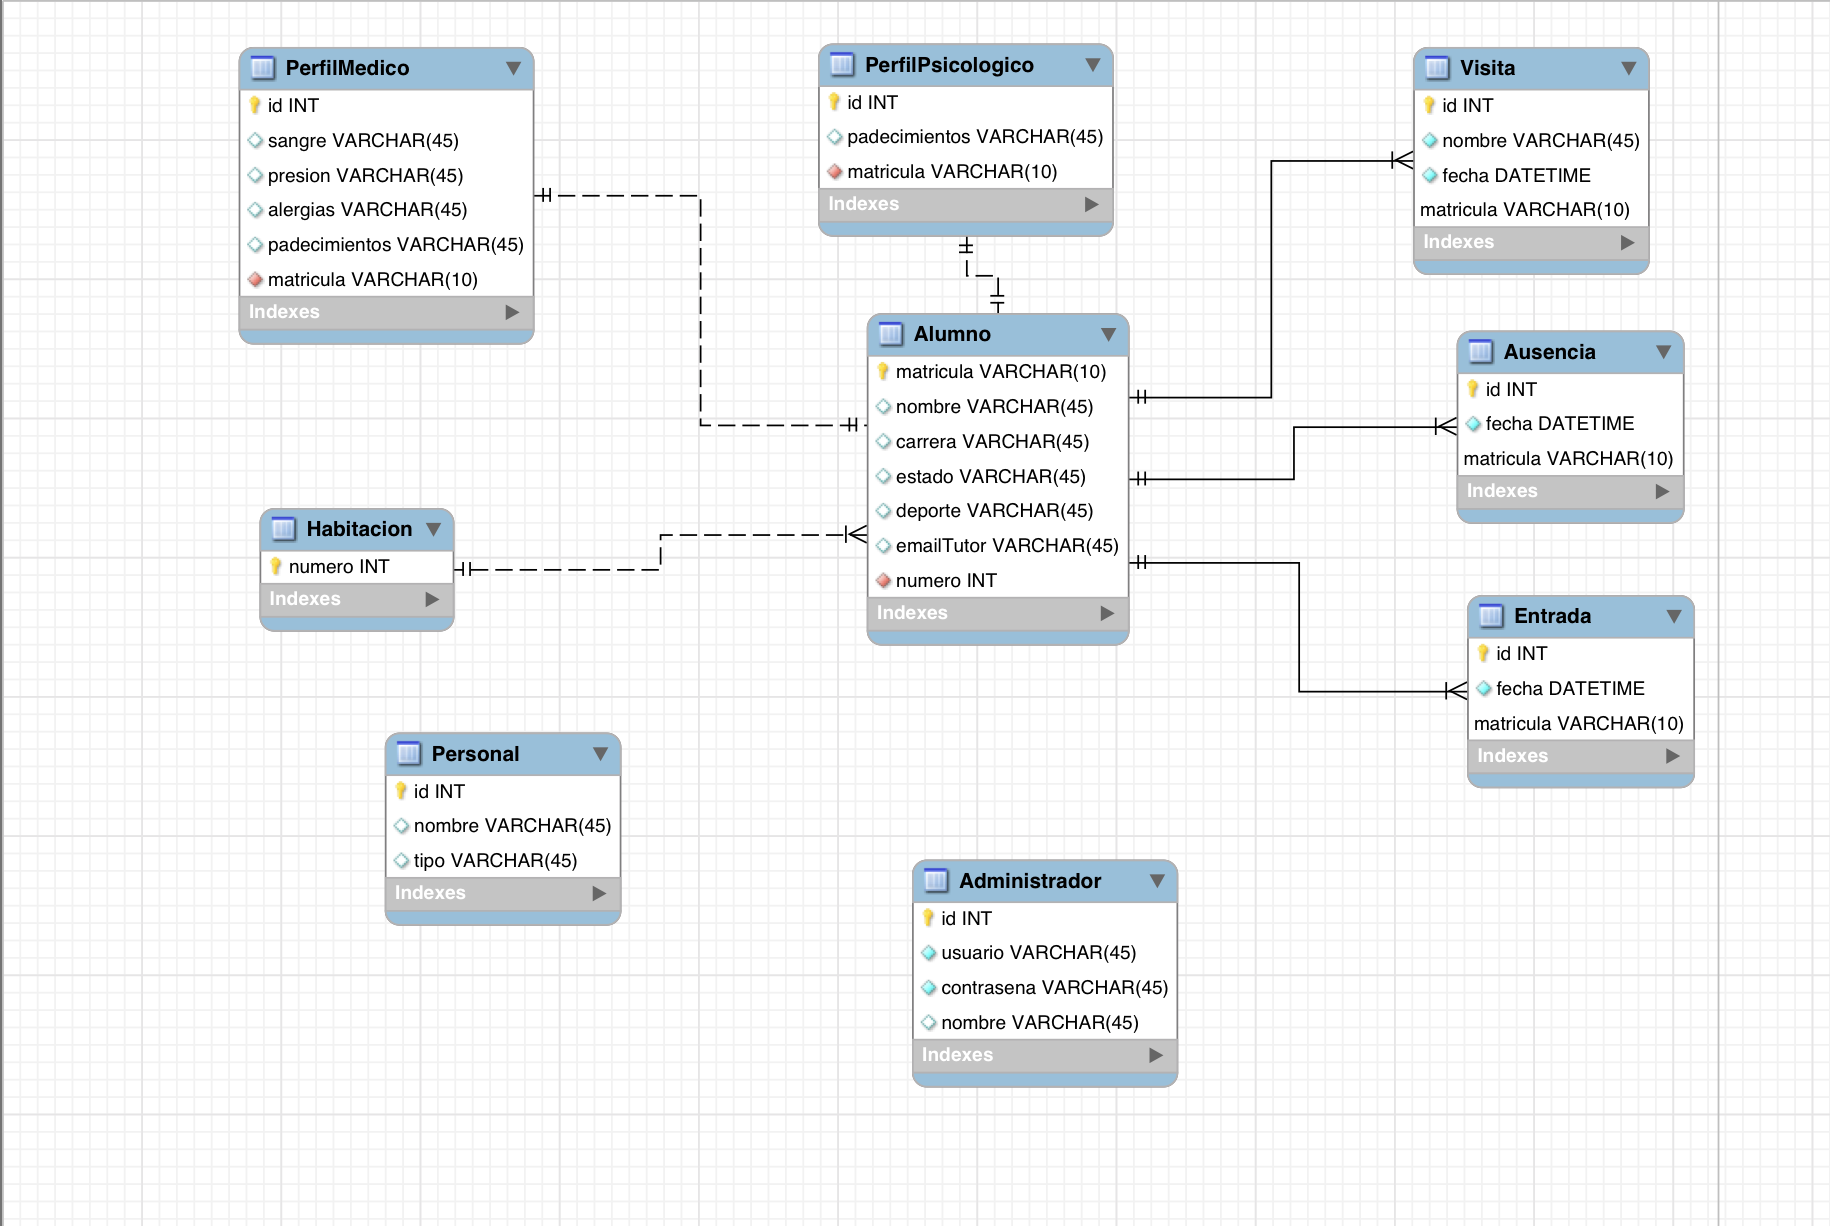 PerfilMedico
id INT
sangre VARCHAR(45)
presion VARCHAR(45)
alergias VARCHAR(45)
padecimientos VARCHAR(45)
matricula VARCHAR(10)
Indexes
PerfilPsicologico
id INT
padecimientos VARCHAR(45)
matricula VARCHAR(10)
Indexes
Visita
id INT
nombre VARCHAR(45)
fecha DATETIME
matricula VARCHAR(10)
Indexes
Alumno
matricula VARCHAR(10)
nombre VARCHAR(45)
carrera VARCHAR(45)
estado VARCHAR(45)
deporte VARCHAR(45)
emailTutor VARCHAR(45)
numero INT
Indexes
Ausencia
id INT
fecha DATETIME
matricula VARCHAR(10)
Indexes
Habitacion
numero INT
Indexes
Entrada
id INT
fecha DATETIME
matricula VARCHAR(10)
Indexes
Personal
id INT
nombre VARCHAR(45)
tipo VARCHAR(45)
Indexes
Administrador
id INT
usuario VARCHAR(45)
contrasena VARCHAR(45)
nombre VARCHAR(45)
Indexes